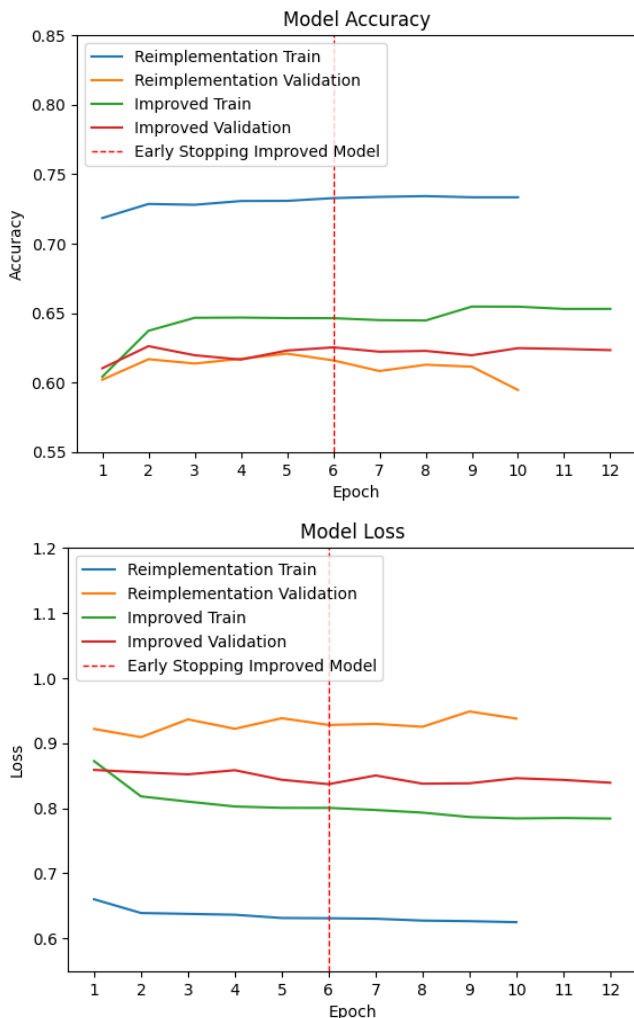 Model Accuracy
0.85
0.80
0.75
0.70
0.65
0.60
0.55
Accuracy
Reimplementation Train
Reimplementation Validation
Improved Train
Improved Validation
Early Stopping Improved Model
1 2 3 4 5 6 7 8 9 10 11 12
Epoch
Model Loss
1.2
1.1
1.0
0.9
0.8
0.7
0.6
Loss
Reimplementation Train
Reimplementation Validation
Improved Train
Improved Validation
Early Stopping Improved Model
1 2 3 4 5 6 7 8 9 10 11 12
Epoch